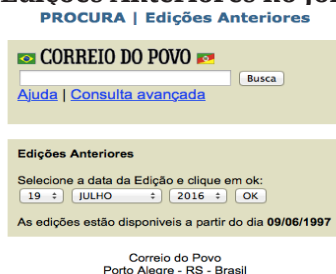 PROCURA | Edições Anteriores
CORREIO DO POVO
Busca
Ajuda | Consulta avançada
Edições Anteriores
Selecione a data da Edição e clique em ok:
19 JULHO 2016 OK
As edições estão disponiveis a partir do dia 09/06/1997
Correio do Povo
Porto Alegre - RS - Brasil